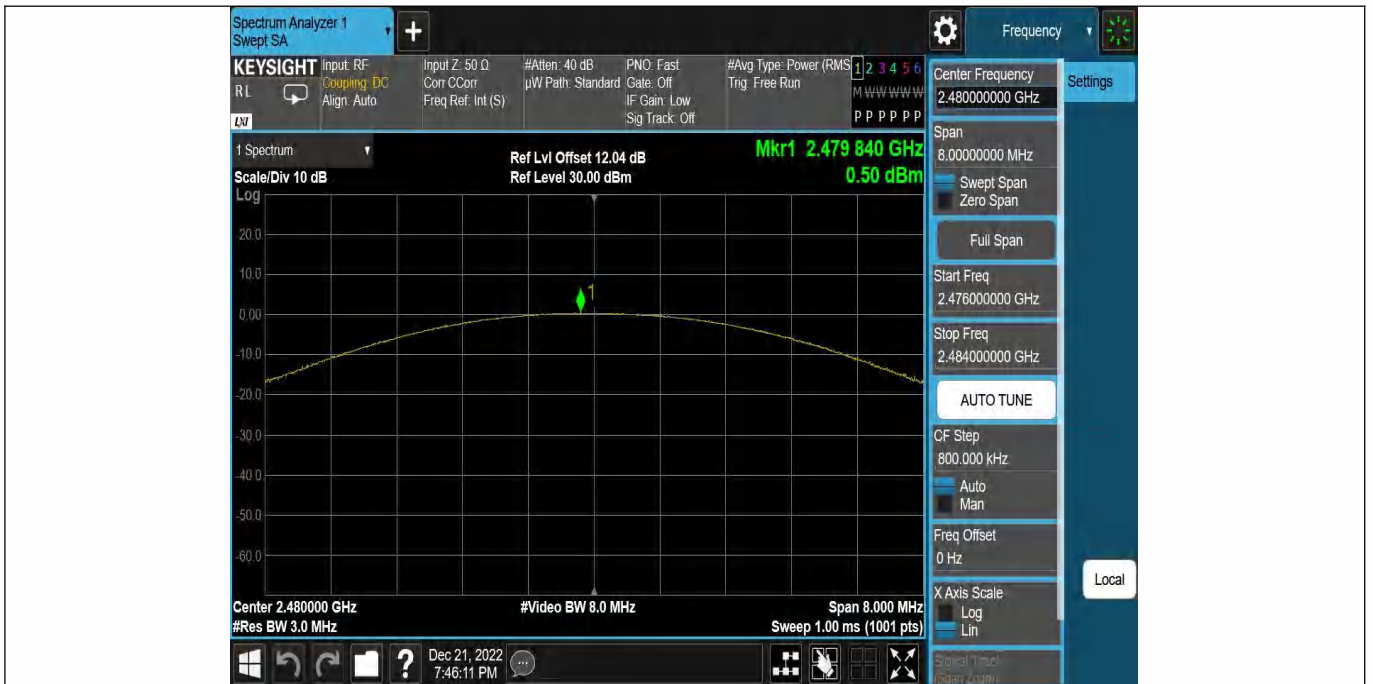 Spectrum Analyzer 1
Swept SA
+
Frequency
KEYSIGHT
RL
LXI
Input: RF
Coupling: DC
Align: Auto
Input Z: 50 Ω
Corr CCorr
Freq Ref: Int (S)
#Atten: 40 dB
µW Path: Standard
PNO: Fast
Gate: Off
IF Gain: Low
Sig Track: Off
#Avg Type: Power (RMS
Trig: Free Run
1 2 3 4 5 6
M W W W W W
P P P P P P
1 Spectrum
Scale/Div 10 dB
Ref Lvl Offset 12.04 dB
Ref Level 30.00 dBm
Mkr1 2.479 840 GHz
0.50 dBm
Log
20.0
10.0
0.00
-10.0
-20.0
-30.0
-40.0
-50.0
-60.0
1
Center 2.480000 GHz
#Res BW 3.0 MHz
#Video BW 8.0 MHz
Span 8.000 MHz
Sweep 1.00 ms (1001 pts)
Dec 21, 2022
7:46:11 PM
?
Center Frequency
2.480000000 GHz
Settings
Span
8.00000000 MHz
Swept Span
Zero Span
Full Span
Start Freq
2.476000000 GHz
Stop Freq
2.484000000 GHz
AUTO TUNE
CF Step
800.000 kHz
Auto
Man
Freq Offset
0 Hz
X Axis Scale
Log
Lin
Local
Signal Track
(Span Zoom)